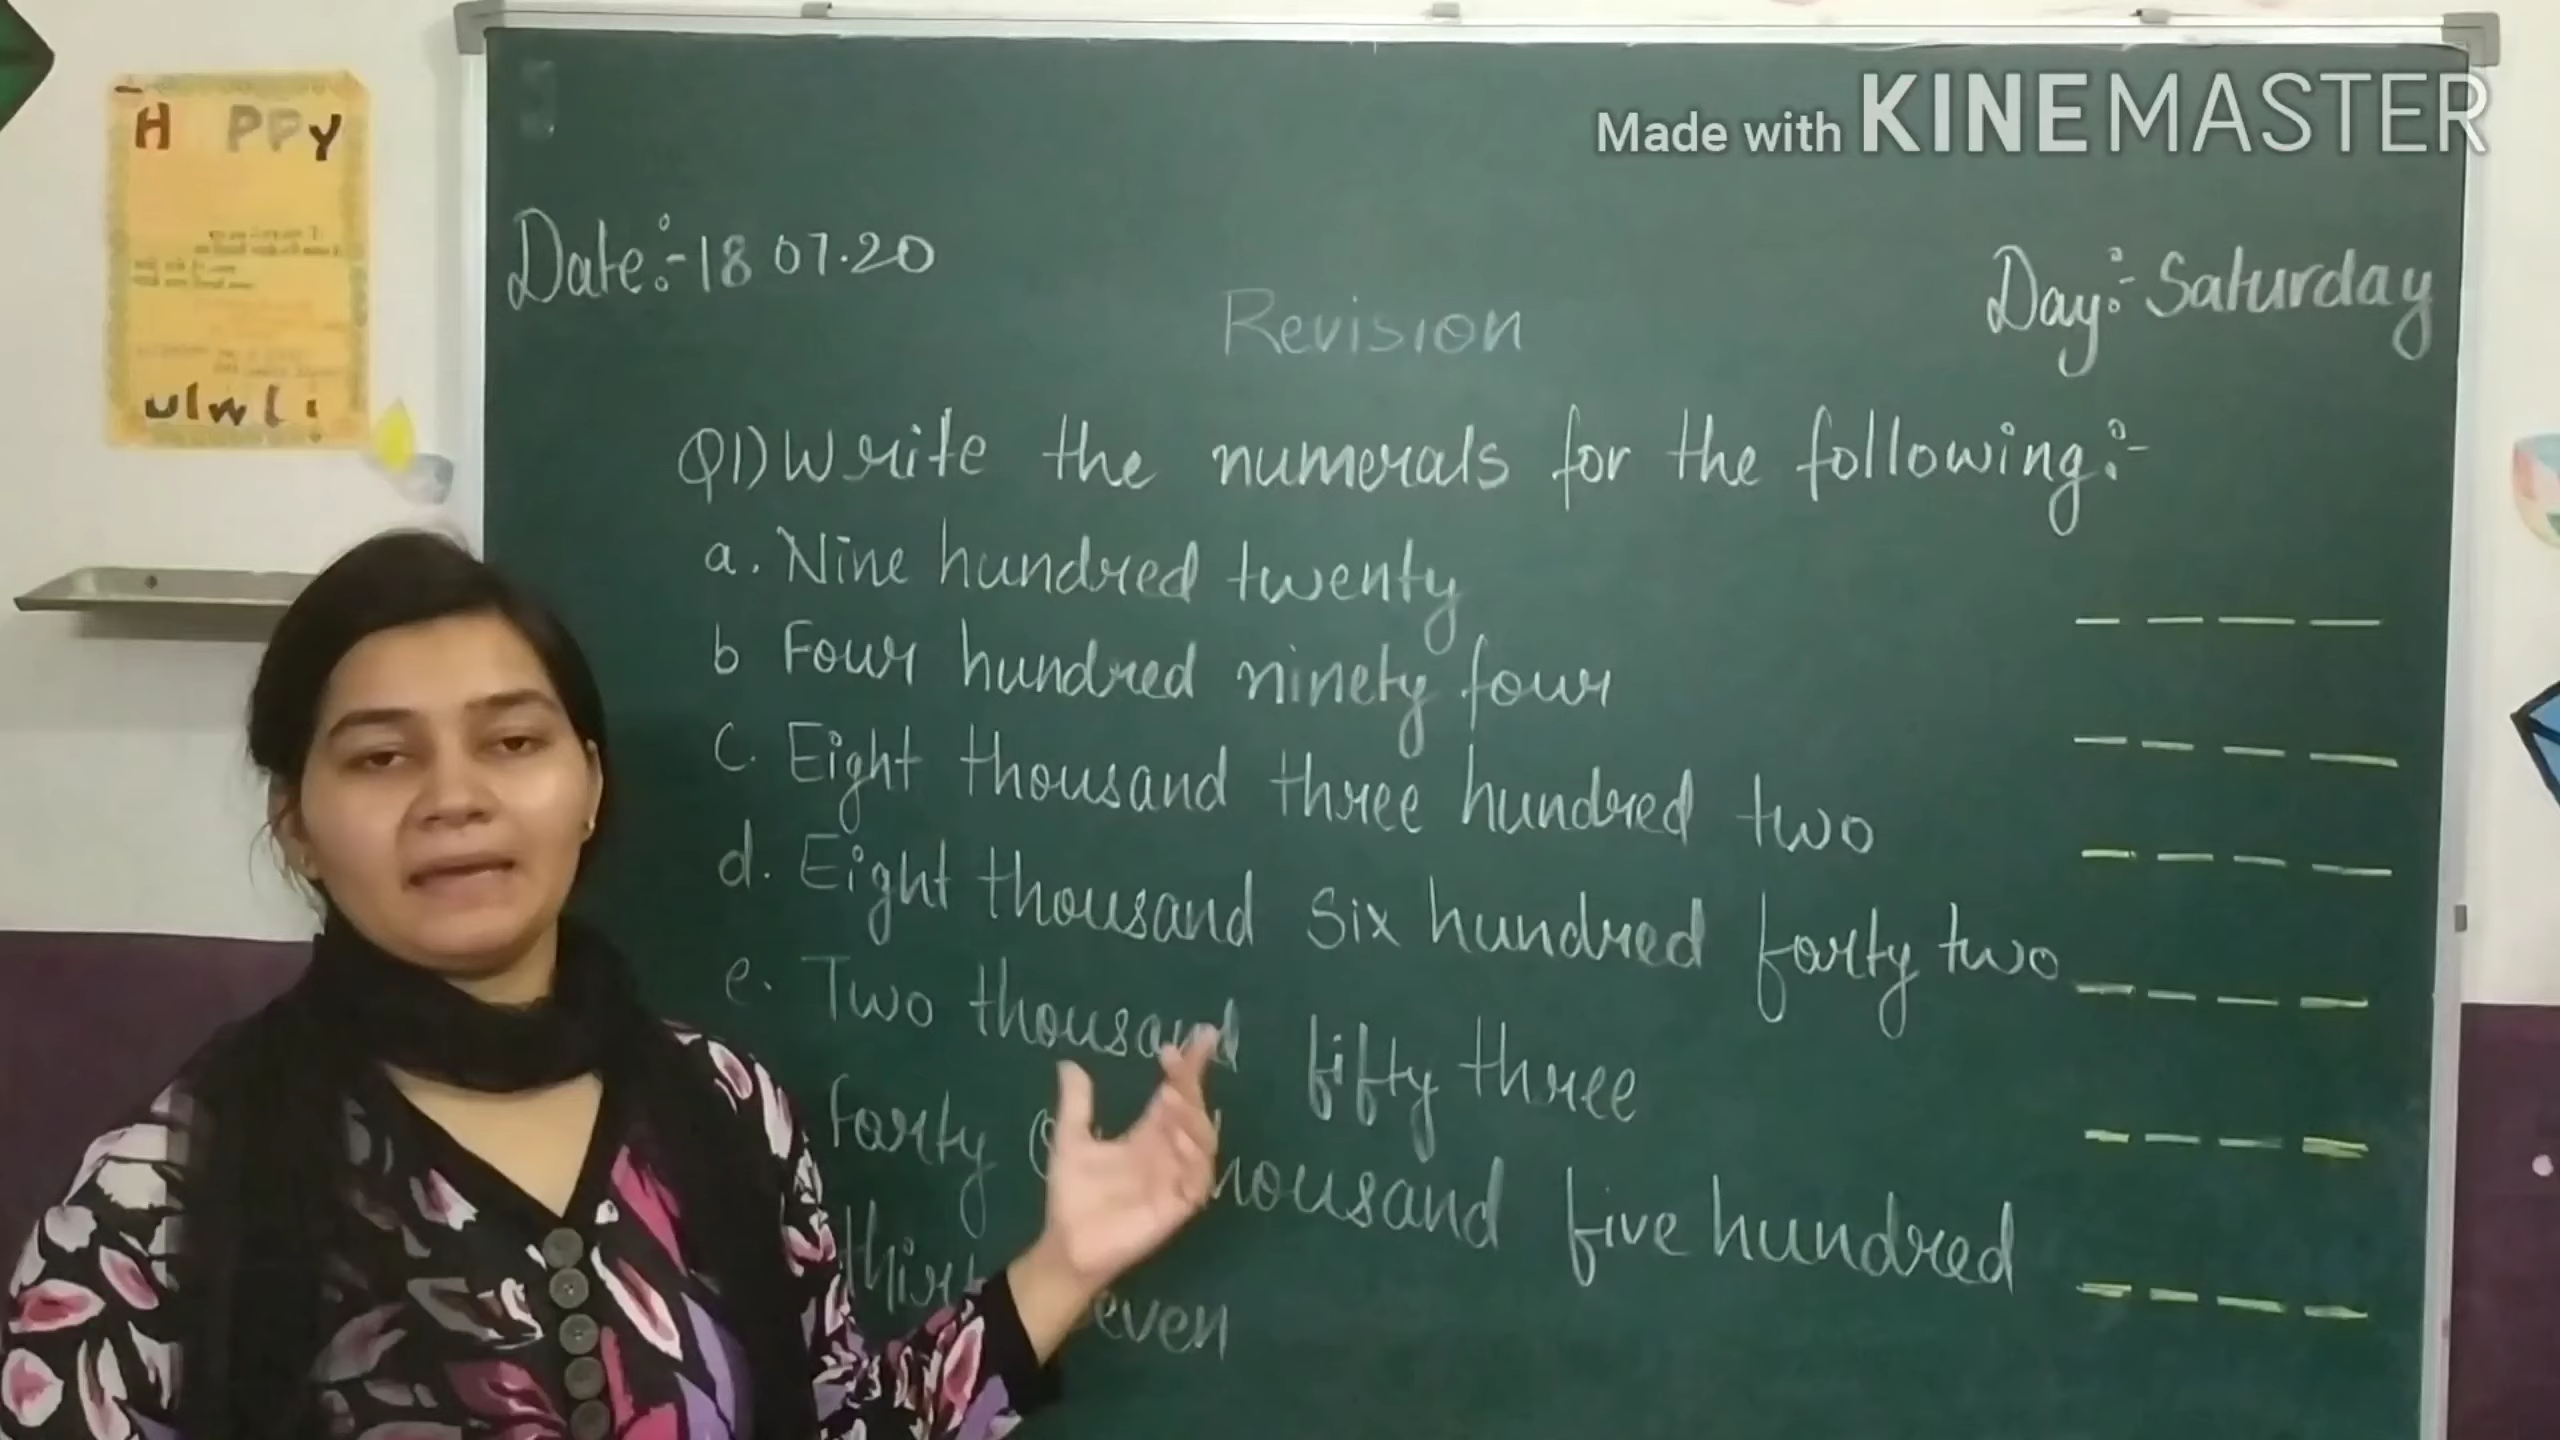 Made with KINEMASTER
H PPY
Date:-18 07.20
Day:- Saturday
Revision
Q1) Write the numerals for the following:-
a. Nine hundred twenty
b Four hundred ninety four
C. Eight thousand three hundred two
d. Eight thousand six hundred forty two
e. Two thousand fifty three
forty thousand five hundred